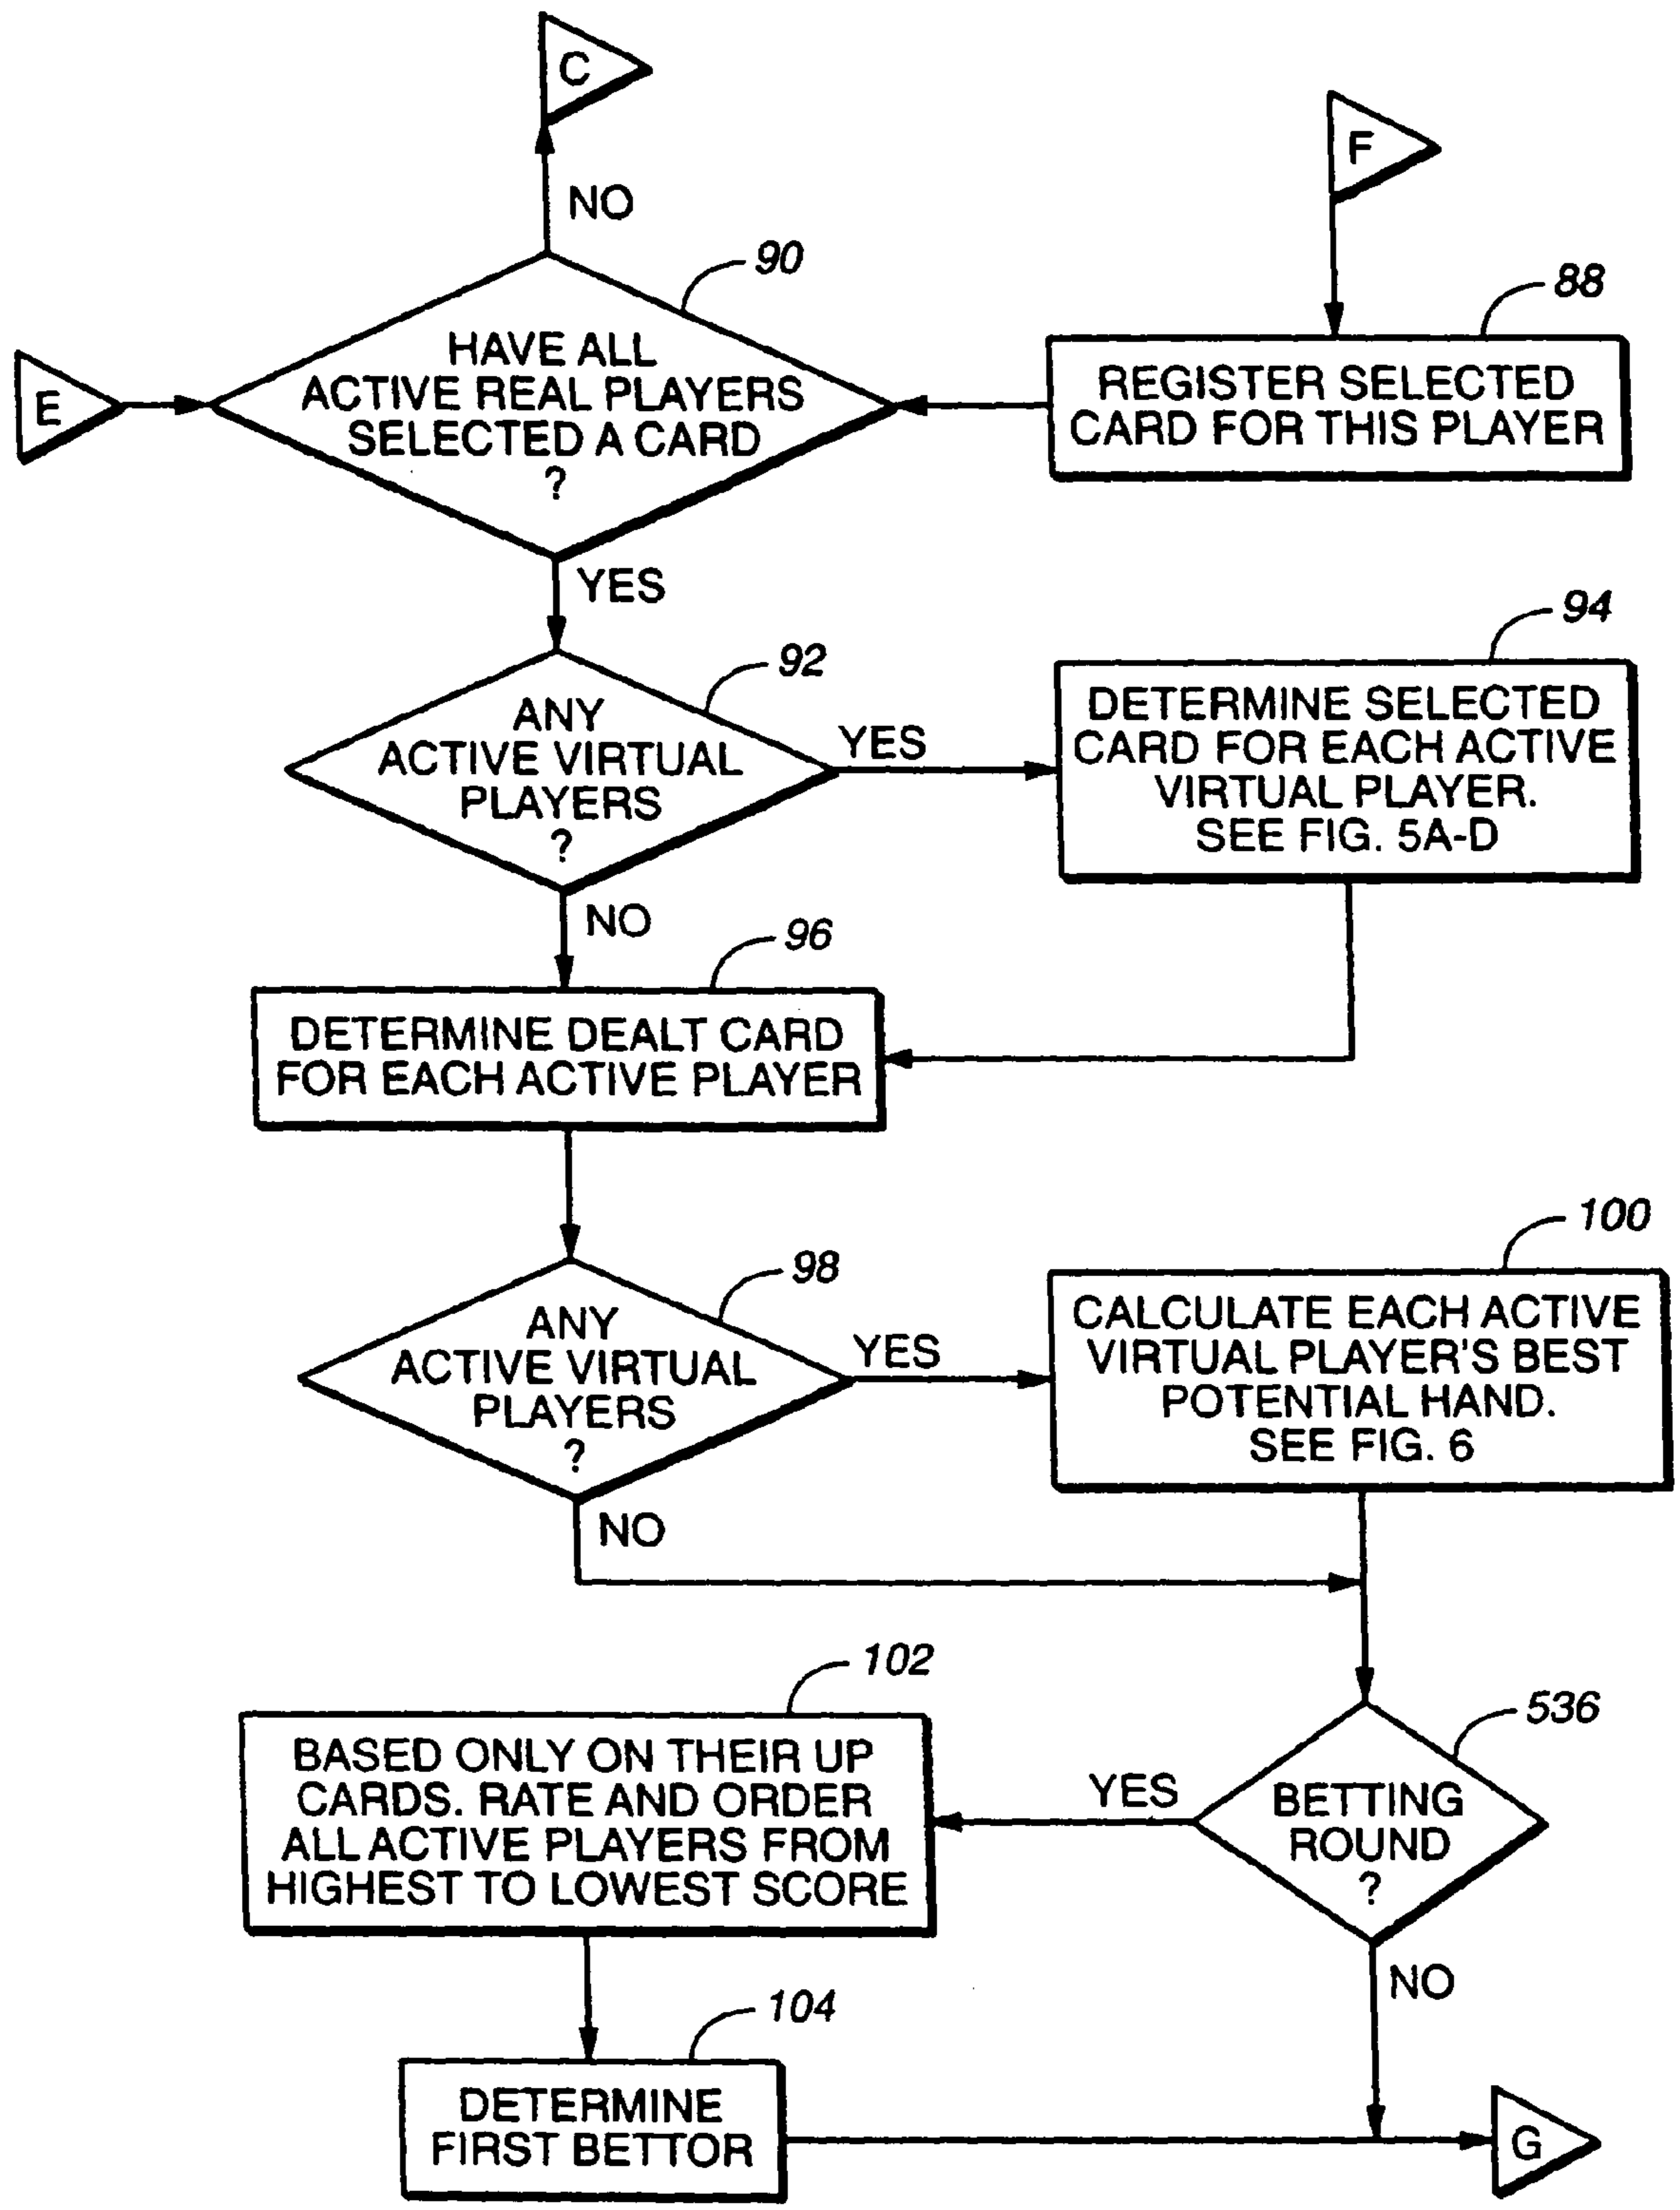 C
F
NO
90
88
HAVE ALL
ACTIVE REAL PLAYERS
SELECTED A CARD
?
E
REGISTER SELECTED
CARD FOR THIS PLAYER
YES
94
92
ANY
ACTIVE VIRTUAL
PLAYERS
?
YES
DETERMINE SELECTED
CARD FOR EACH ACTIVE
VIRTUAL PLAYER.
SEE FIG. 5A-D
NO
96
DETERMINE DEALT CARD
FOR EACH ACTIVE PLAYER
100
98
ANY
ACTIVE VIRTUAL
PLAYERS
?
YES
CALCULATE EACH ACTIVE
VIRTUAL PLAYER'S BEST
POTENTIAL HAND.
SEE FIG. 6
NO
102
536
BASED ONLY ON THEIR UP
CARDS. RATE AND ORDER
ALL ACTIVE PLAYERS FROM
HIGHEST TO LOWEST SCORE
YES
BETTING
ROUND
?
NO
104
DETERMINE
FIRST BETTOR
G